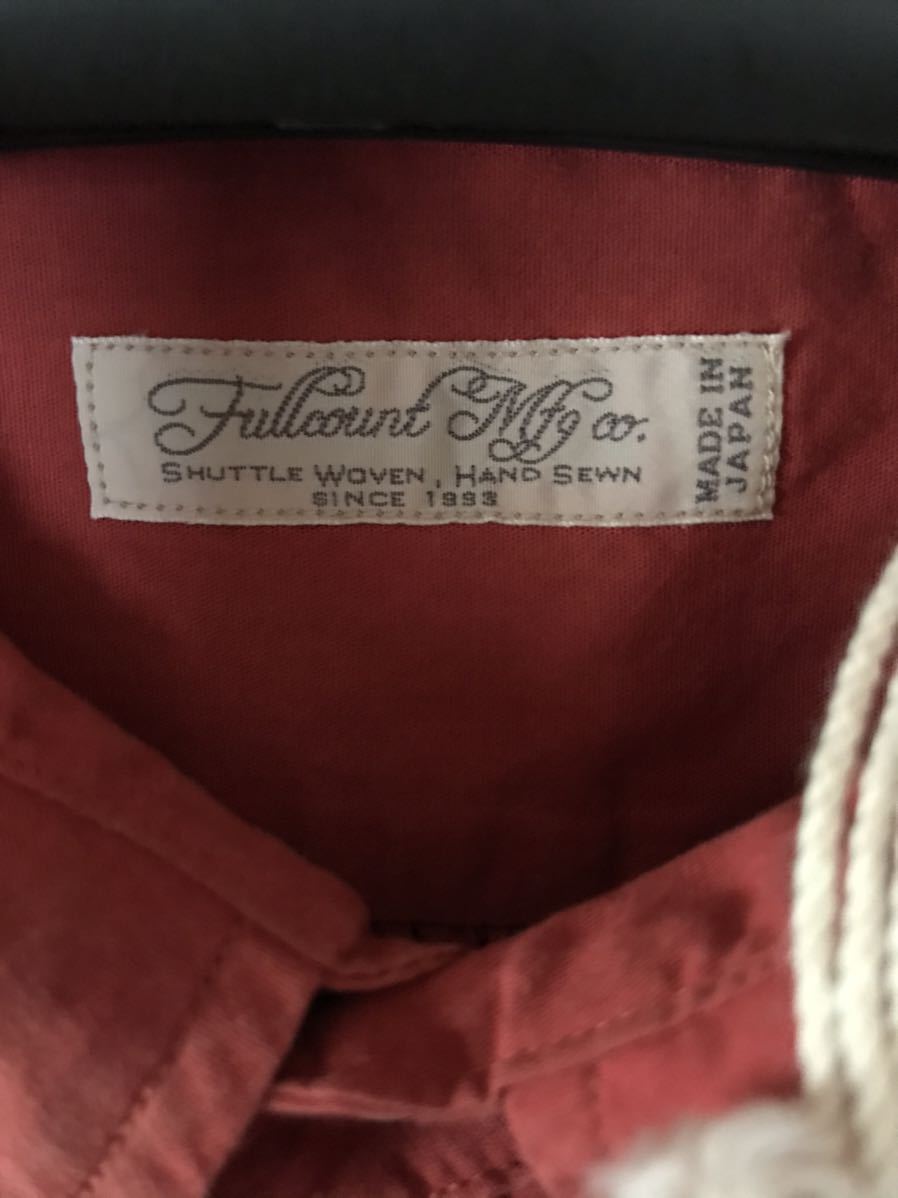 Fullcount Mfg co.
SHUTTLE WOVEN, HAND SEWN
SINCE 1993
MADE IN
JAPAN